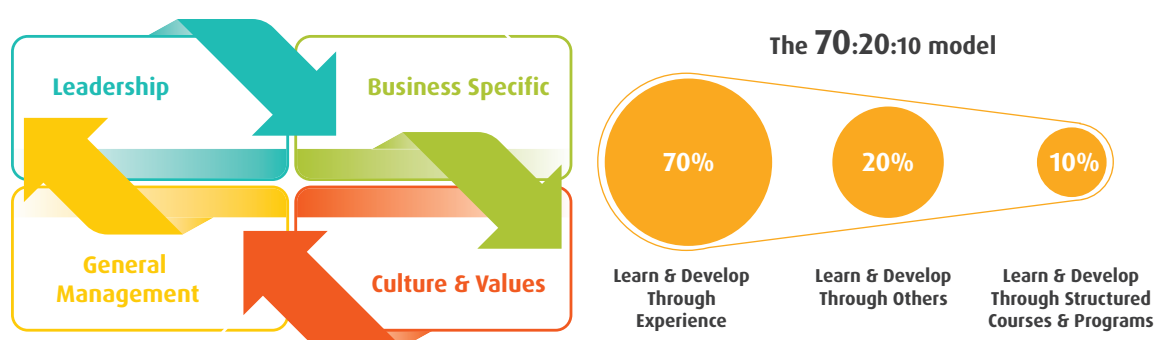 Leadership
Business Specific
General
Management
Culture & Values
The 70:20:10 model
70%
20%
10%
Learn & Develop
Through
Experience
Learn & Develop
Through Others
Learn & Develop
Through Structured
Courses & Programs